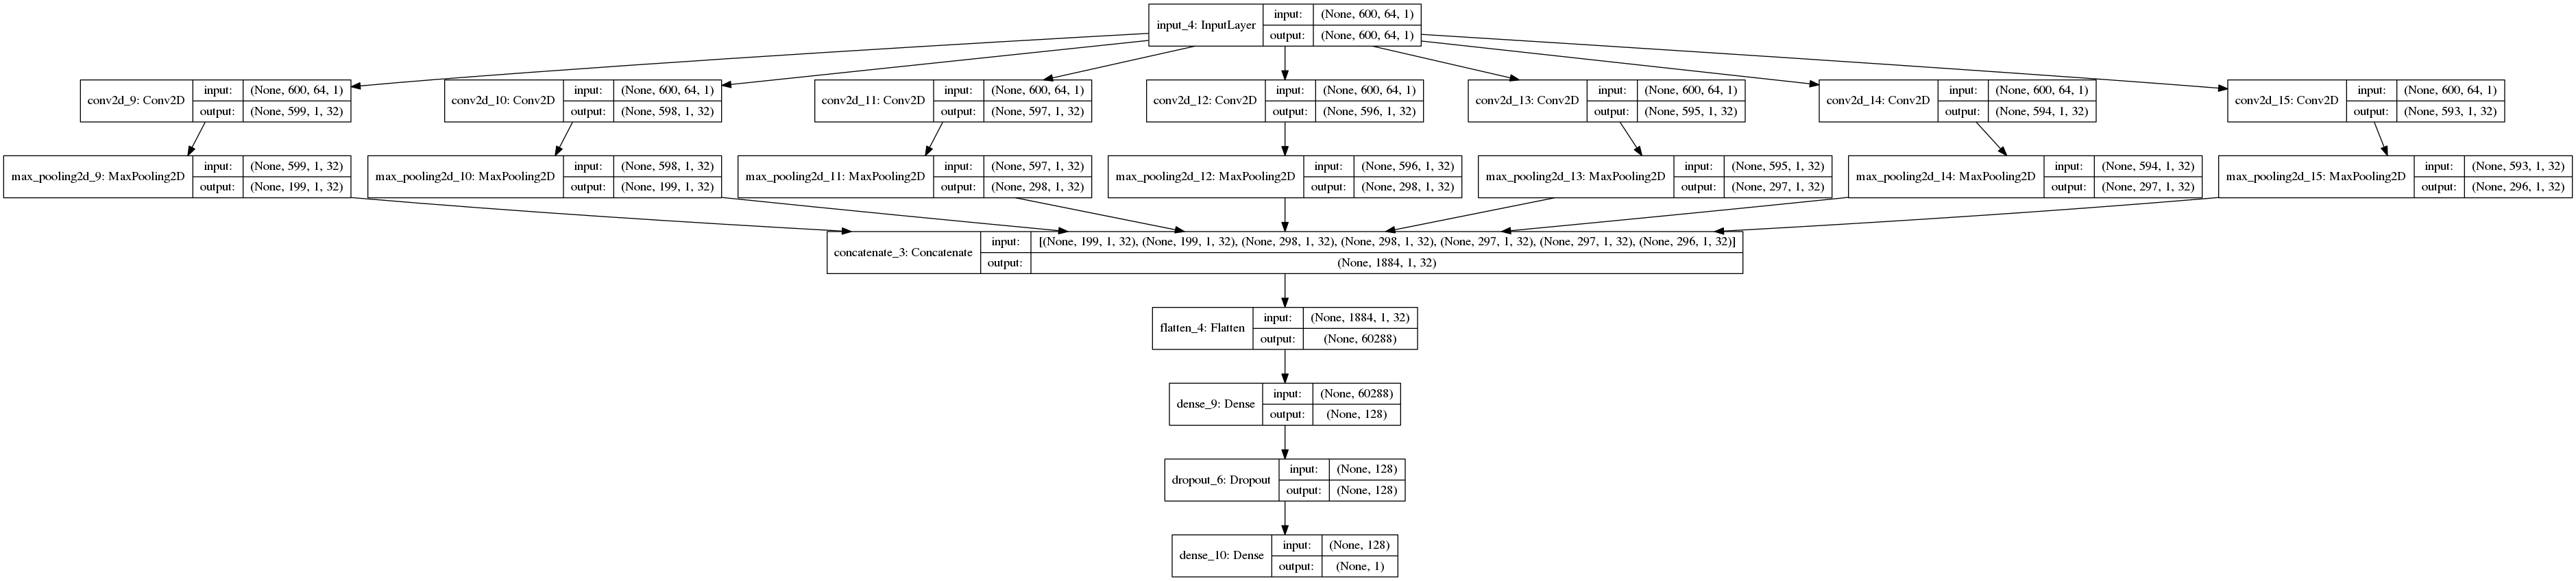 input_4: InputLayer
input: (None, 600, 64, 1)
output: (None, 600, 64, 1)
conv2d_9: Conv2D
input: (None, 600, 64, 1)
output: (None, 599, 1, 32)
conv2d_10: Conv2D
input: (None, 600, 64, 1)
output: (None, 598, 1, 32)
conv2d_11: Conv2D
input: (None, 600, 64, 1)
output: (None, 597, 1, 32)
conv2d_12: Conv2D
input: (None, 600, 64, 1)
output: (None, 596, 1, 32)
conv2d_13: Conv2D
input: (None, 600, 64, 1)
output: (None, 595, 1, 32)
conv2d_14: Conv2D
input: (None, 600, 64, 1)
output: (None, 594, 1, 32)
conv2d_15: Conv2D
input: (None, 600, 64, 1)
output: (None, 593, 1, 32)
max_pooling2d_9: MaxPooling2D
input: (None, 599, 1, 32)
output: (None, 199, 1, 32)
max_pooling2d_10: MaxPooling2D
input: (None, 598, 1, 32)
output: (None, 199, 1, 32)
max_pooling2d_11: MaxPooling2D
input: (None, 597, 1, 32)
output: (None, 298, 1, 32)
max_pooling2d_12: MaxPooling2D
input: (None, 596, 1, 32)
output: (None, 298, 1, 32)
max_pooling2d_13: MaxPooling2D
input: (None, 595, 1, 32)
output: (None, 297, 1, 32)
max_pooling2d_14: MaxPooling2D
input: (None, 594, 1, 32)
output: (None, 297, 1, 32)
max_pooling2d_15: MaxPooling2D
input: (None, 593, 1, 32)
output: (None, 296, 1, 32)
concatenate_3: Concatenate
input: [(None, 199, 1, 32), (None, 199, 1, 32), (None, 298, 1, 32), (None, 298, 1, 32), (None, 297, 1, 32), (None, 297, 1, 32), (None, 296, 1, 32)]
output: (None, 1884, 1, 32)
flatten_4: Flatten
input: (None, 1884, 1, 32)
output: (None, 60288)
dense_9: Dense
input: (None, 60288)
output: (None, 128)
dropout_6: Dropout
input: (None, 128)
output: (None, 128)
dense_10: Dense
input: (None, 128)
output: (None, 1)